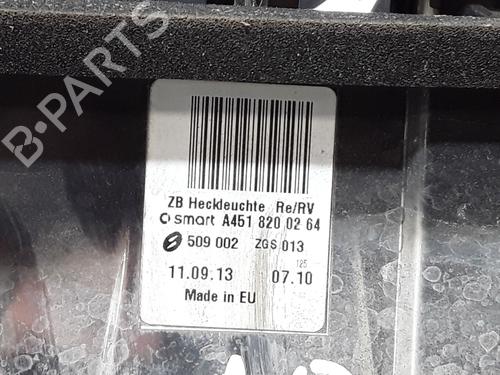 B-PARTS
ZB Heckleuchte Re/RV
smart A451 820 02 64
509 002 ZGS 013
125
11.09.13 07.10
Made in EU